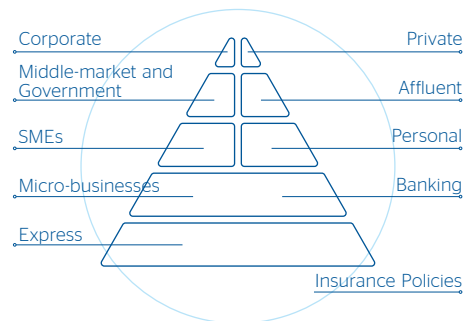 Corporate
Private
Middle-market and
Government
Affluent
SMEs
Personal
Micro-businesses
Banking
Express
Insurance Policies